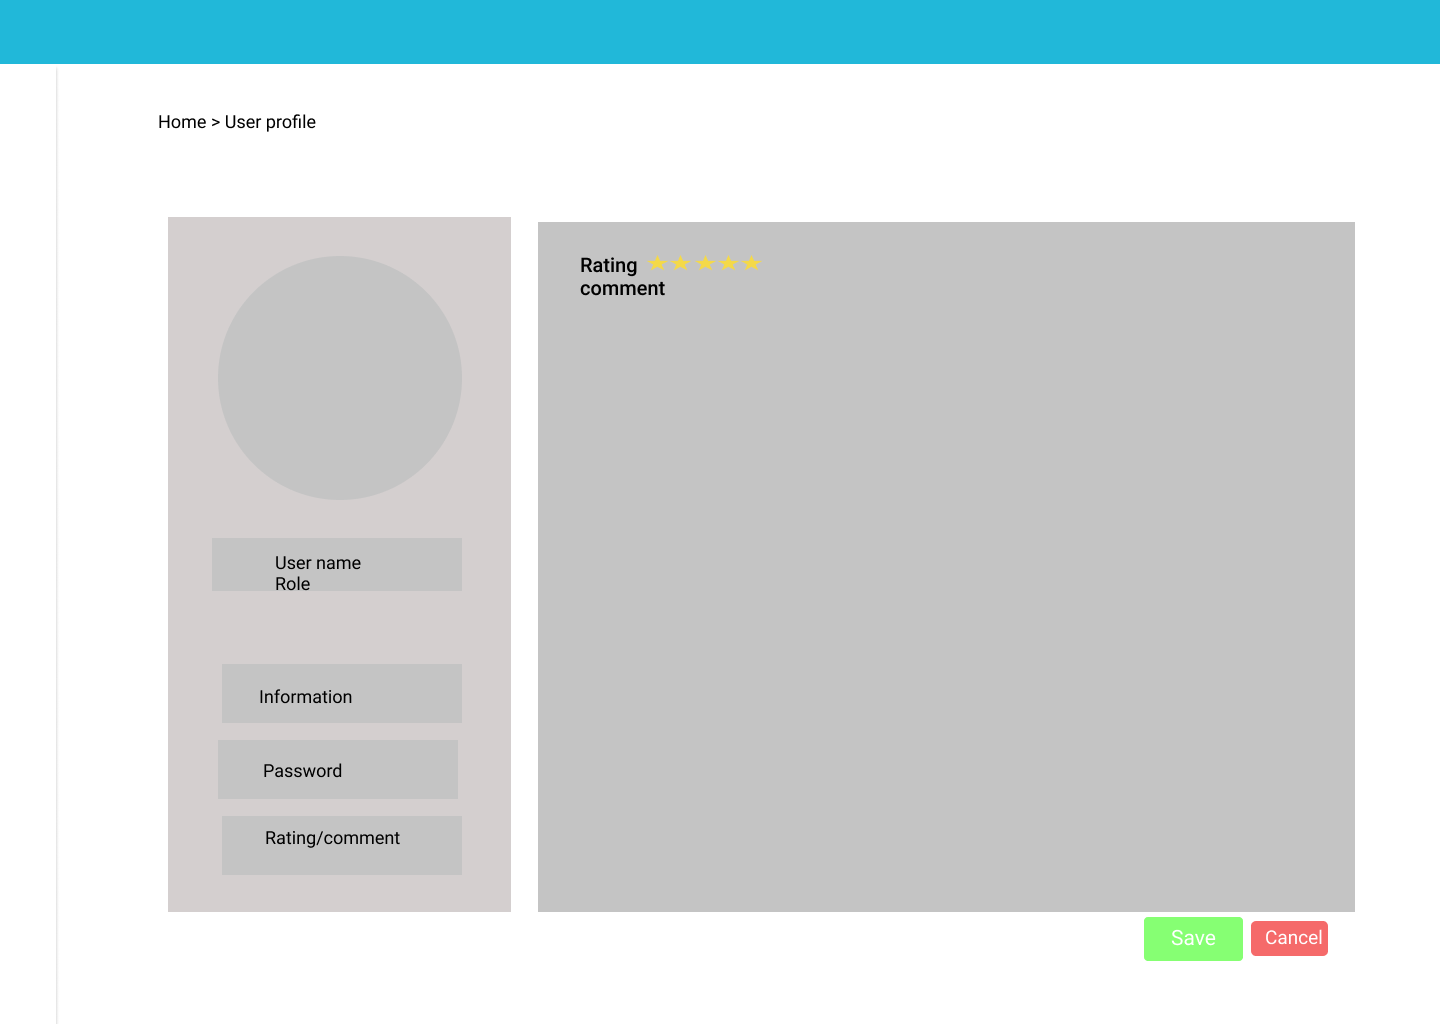 Home > User profile
User name
Role
Information
Password
Rating/comment
Rating
comment
Save
Cancel